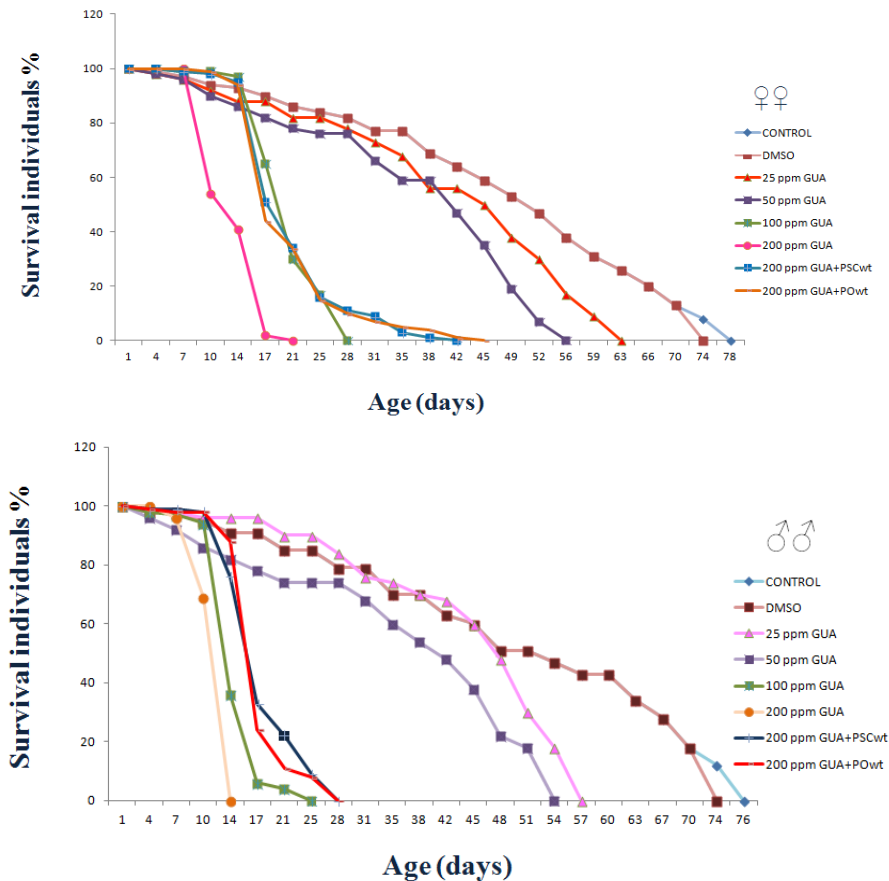 120
100
80
60
40
20
0
Survival individuals %
1 4 7 10 14 17 21 25 28 31 35 38 42 45 49 52 56 59 63 66 70 74 78
Age (days)
♀♀
CONTROL
DMSO
25 ppm GUA
50 ppm GUA
100 ppm GUA
200 ppm GUA
200 ppm GUA+PSCwt
200 ppm GUA+POwt
120
100
80
60
40
20
0
Survival individuals %
1 4 7 10 14 17 21 25 28 31 35 38 42 45 48 51 54 57 60 63 67 70 74 76
Age (days)
♂♂
CONTROL
DMSO
25 ppm GUA
50 ppm GUA
100 ppm GUA
200 ppm GUA
200 ppm GUA+PSCwt
200 ppm GUA+POwt